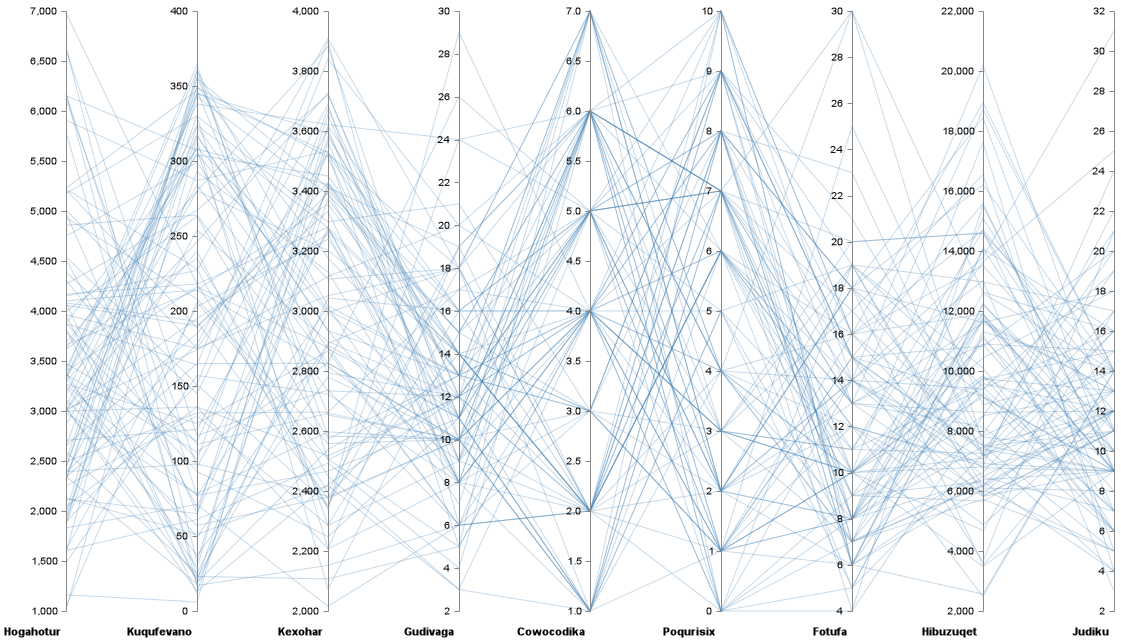 7,000 400 4,000 30 7.0 10 30 22,000 32
6,500 350 3,800 28 6.5 9 28 20,000 30
6,000 300 3,600 26 6.0 8 26 18,000 28
5,500 250 3,400 24 5.5 7 24 16,000 26
5,000 200 3,200 22 5.0 6 22 14,000 24
4,500 150 3,000 20 4.5 5 20 12,000 22
4,000 100 2,800 18 4.0 4 18 10,000 20
3,500 50 2,600 16 3.5 3 16 8,000 18
3,000 0 2,400 14 3.0 2 14 6,000 16
2,500 2,200 12 2.5 1 12 4,000 14
2,000 2,000 10 2.0 0 10 2,000 12
1,500 8 1.5 8 10
1,000 6 1.0 6 8
4 4 6
2 4
2
Hogahotur Kuqufevano Kexohar Gudivaga Cowocodika Poqurisix Fotufa Hibuzuqet Judiku